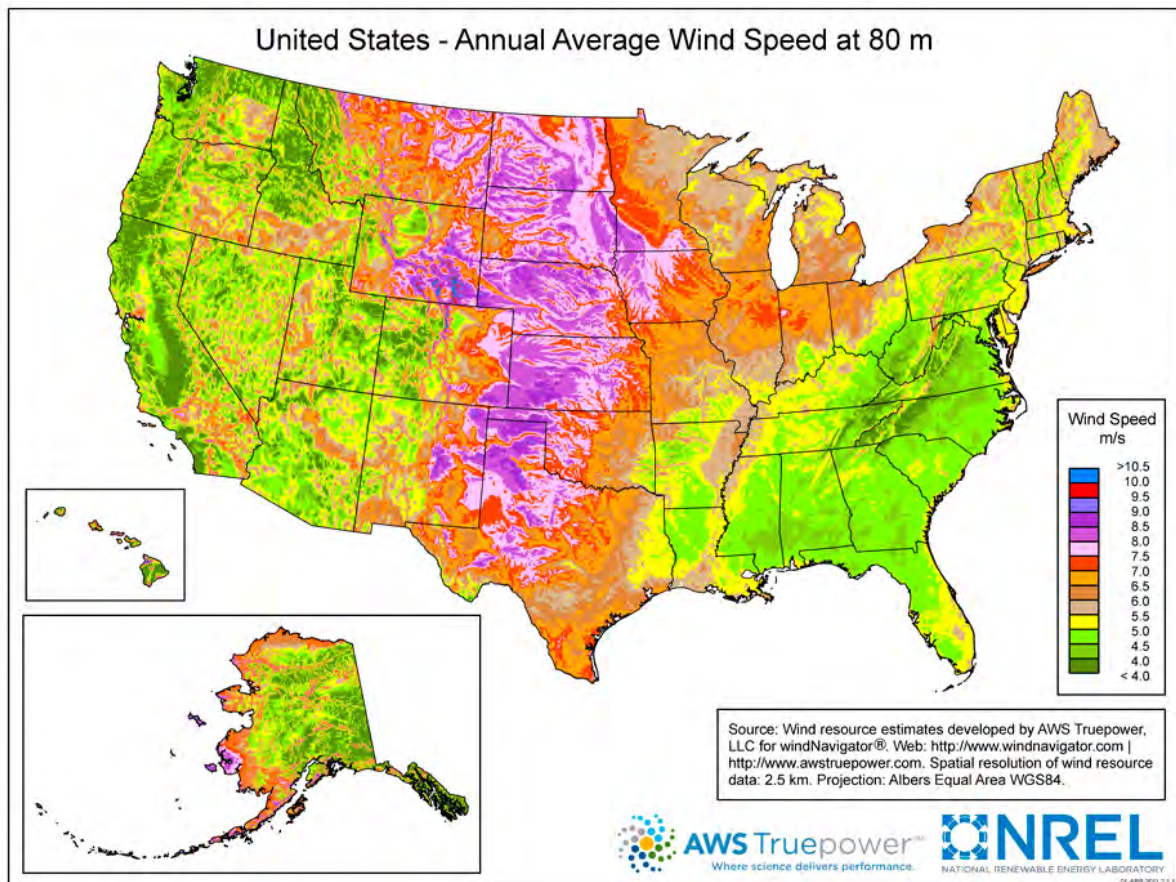 United States - Annual Average Wind Speed at 80 m
Wind Speed
m/s
>10.5
10.0
9.5
9.0
8.5
8.0
7.5
7.0
6.5
6.0
5.5
5.0
4.5
4.0
< 4.0
Source: Wind resource estimates developed by AWS Truepower,
LLC for windNavigator®. Web: http://www.windnavigator.com |
http://www.awstruepower.com. Spatial resolution of wind resource
data: 2.5 km. Projection: Albers Equal Area WGS84.
AWS Truepower™
Where science delivers performance.
NREL
NATIONAL RENEWABLE ENERGY LABORATORY